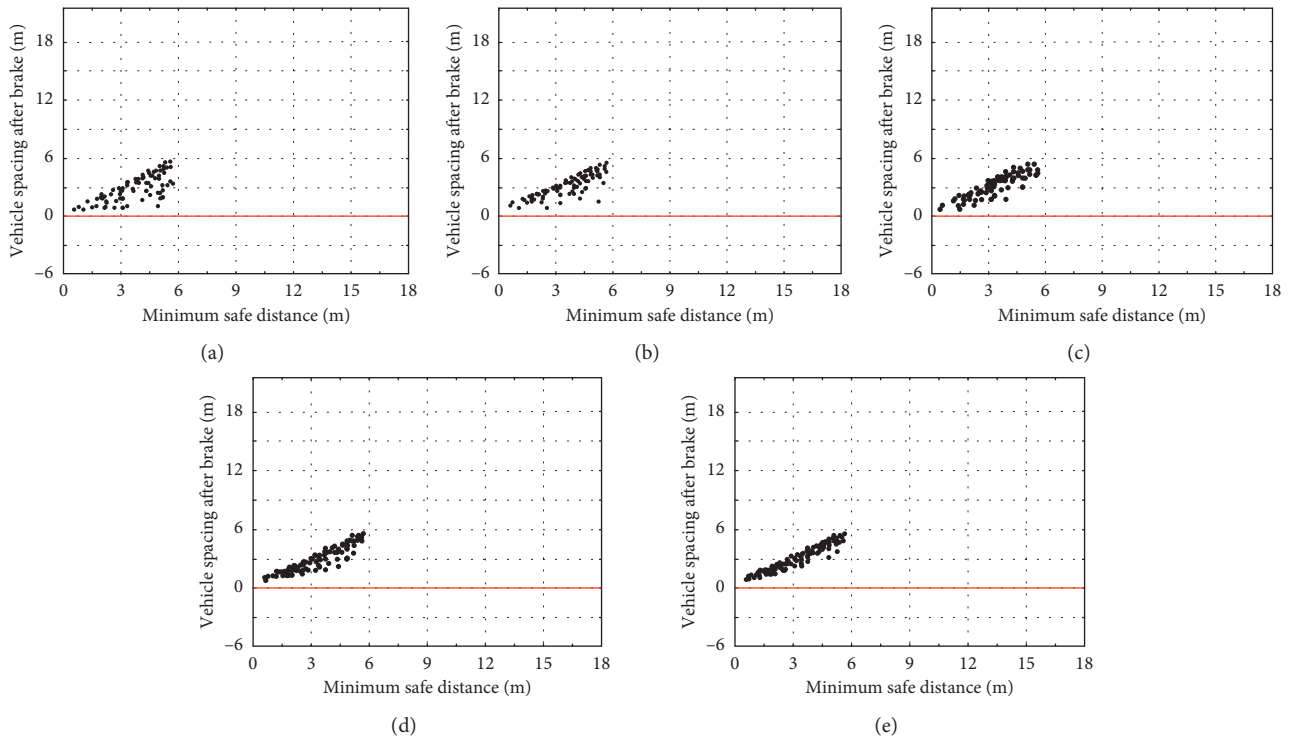 Vehicle spacing after brake (m)
18
12
6
0
−6
0 3 6 9 12 15 18
Minimum safe distance (m)
(a)
Vehicle spacing after brake (m)
18
12
6
0
−6
0 3 6 9 12 15 18
Minimum safe distance (m)
(b)
Vehicle spacing after brake (m)
18
12
6
0
−6
0 3 6 9 12 15 18
Minimum safe distance (m)
(c)
Vehicle spacing after brake (m)
18
12
6
0
−6
0 3 6 9 12 15 18
Minimum safe distance (m)
(d)
Vehicle spacing after brake (m)
18
12
6
0
−6
0 3 6 9 12 15 18
Minimum safe distance (m)
(e)